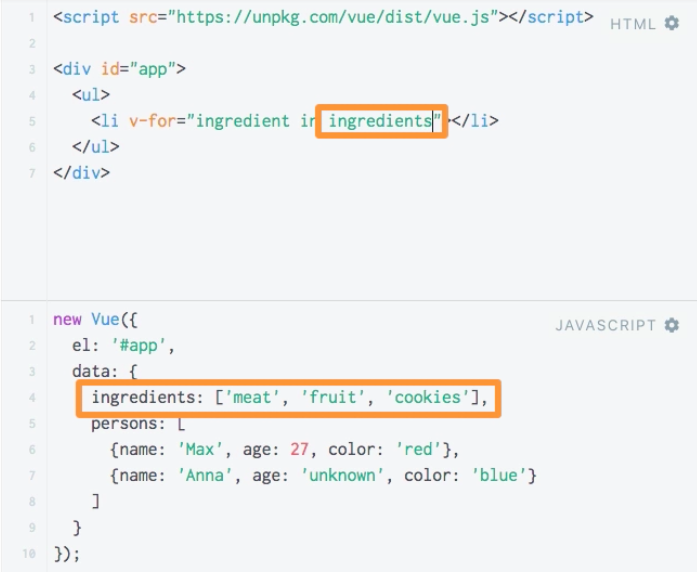 HTML
1 <script src="https://unpkg.com/vue/dist/vue.js"></script>
2
3 <div id="app">
4 <ul>
5 <li v-for="ingredient in ingredients"></li>
6 </ul>
7 </div>
JAVASCRIPT
1 new Vue({
2 el: '#app',
3 data: {
4 ingredients: ['meat', 'fruit', 'cookies'],
5 persons: [
6 {name: 'Max', age: 27, color: 'red'},
7 {name: 'Anna', age: 'unknown', color: 'blue'}
8 ]
9 }
10 });